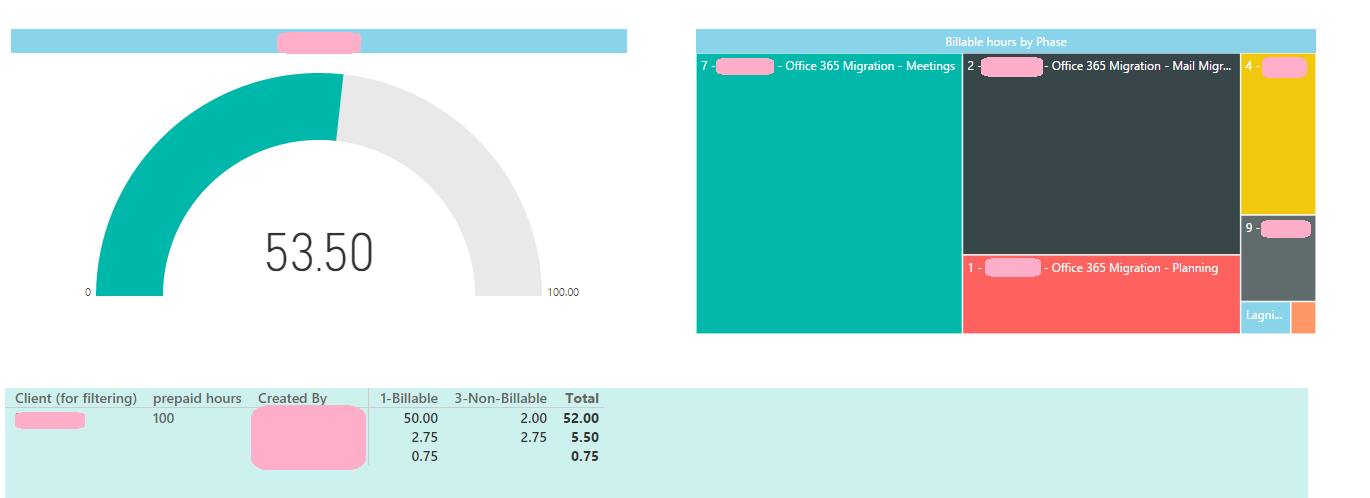 53.50
0
100.00
Billable hours by Phase
7 - - Office 365 Migration - Meetings
2 - - Office 365 Migration - Mail Migr...
4 -
9 -
1 - - Office 365 Migration - Planning
Lagni...
Client (for filtering) prepaid hours Created By 1-Billable 3-Non-Billable Total
100 50.00 2.00 52.00
2.75 2.75 5.50
0.75 0.75